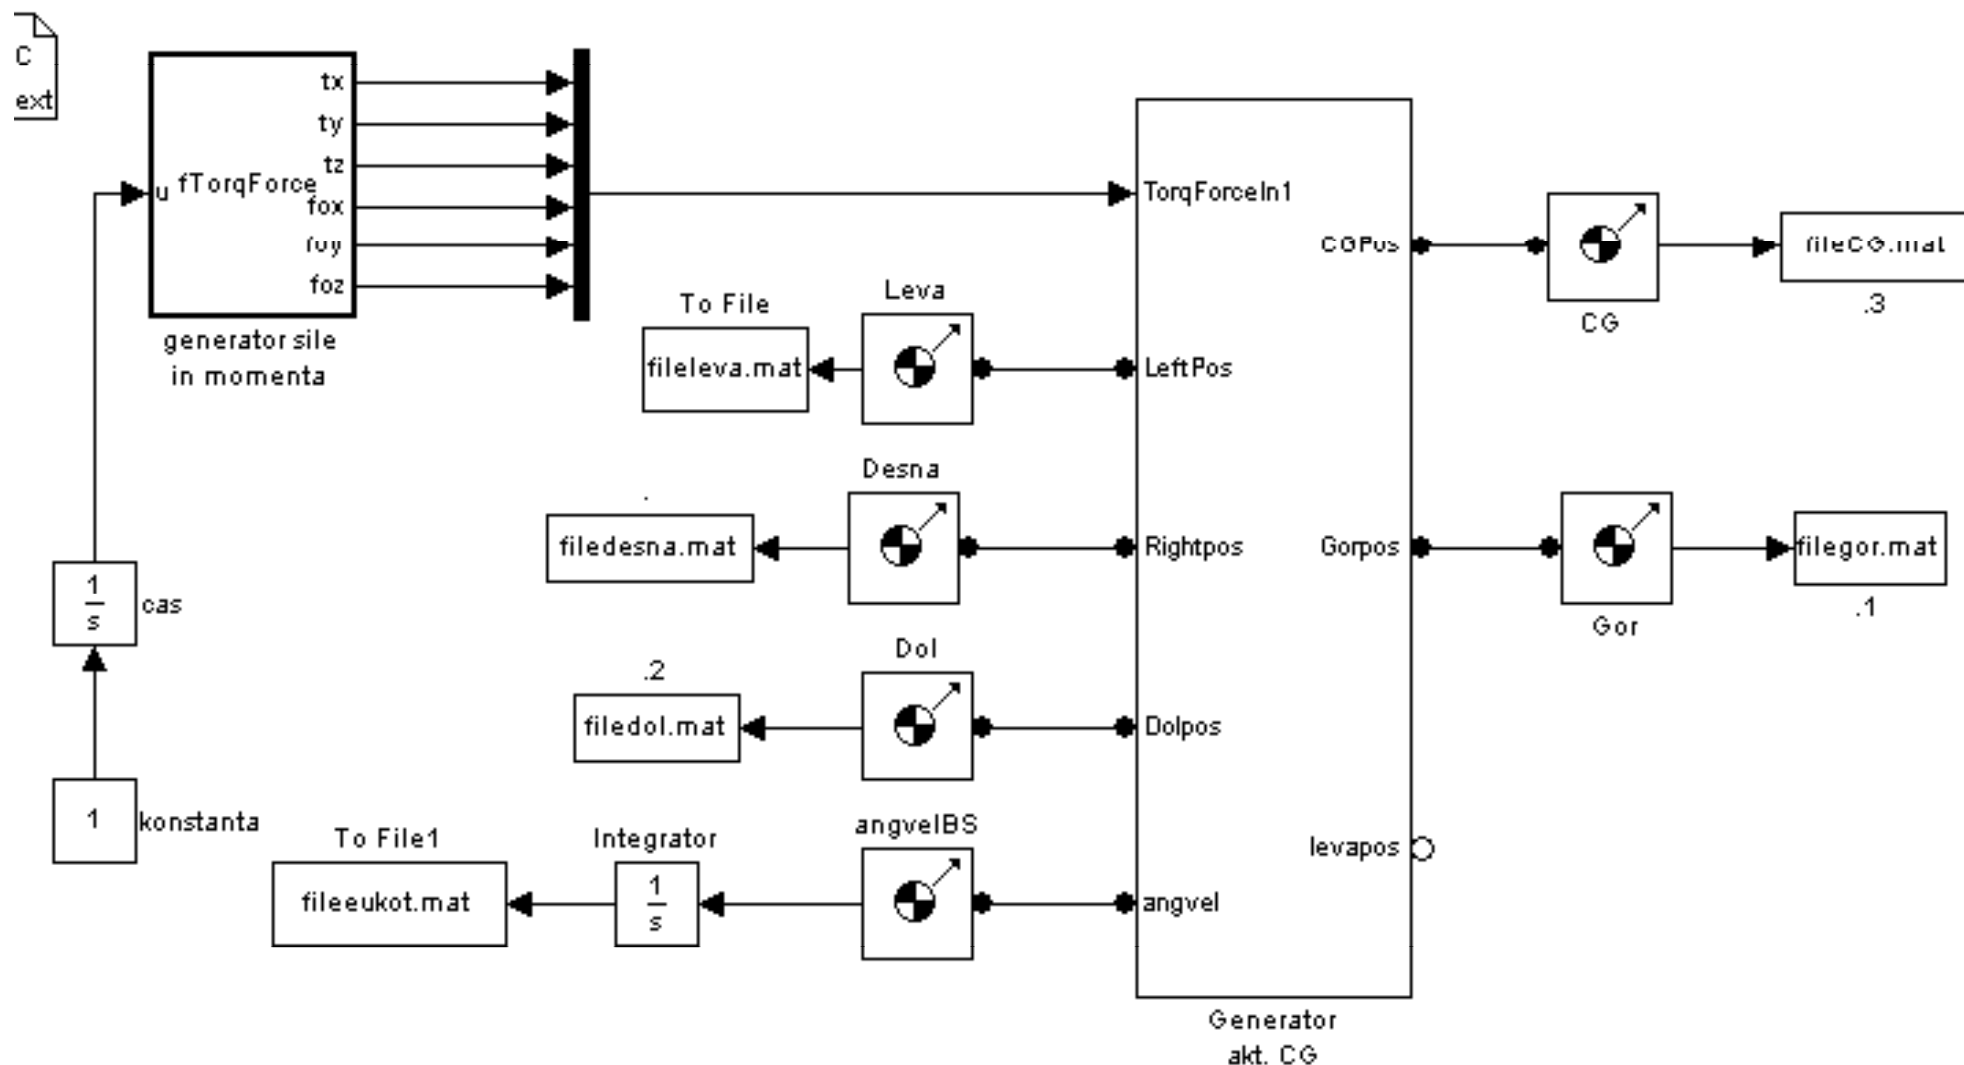 C
ext
tx
ty
tz
u fTorqForce
fox
foy
foz
generator sile
in momenta
TorqForceIn1
CGPos
fileCG.mat
.3
CG
To File
Leva
fileleva.mat
LeftPos
Desna
.
filedesna.mat
Rightpos
Gorpos
filegor.mat
.1
Gor
1
s
cas
Dol
.2
filedol.mat
Dolpos
1
konstanta
To File1
Integrator
angvelBS
levapos
fileeukot.mat
1
s
angvel
Generator
akt. CG